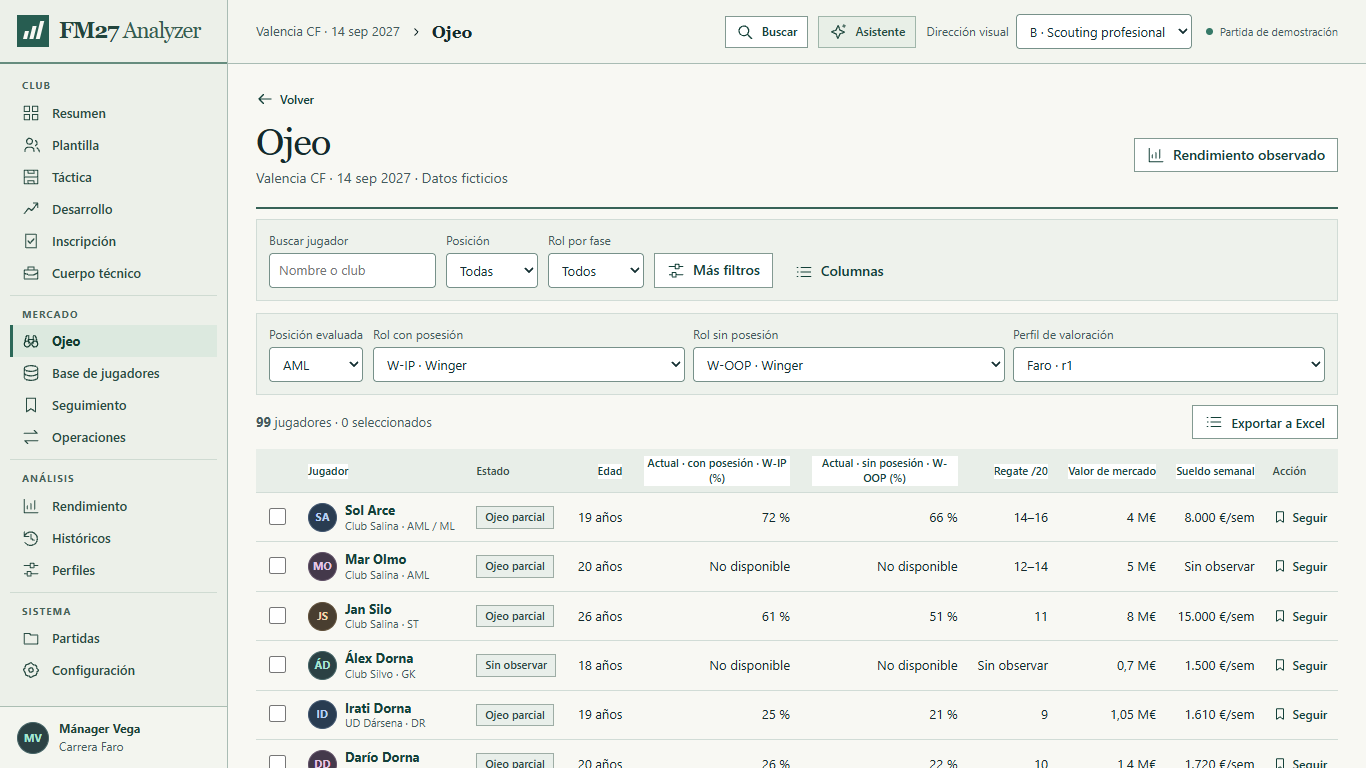 FM27 Analyzer
Valencia CF · 14 sep 2027 > Ojeo
Buscar
Asistente
Dirección visual
B · Scouting profesional
Partida de demostración
CLUB
Resumen
Plantilla
Táctica
Desarrollo
Inscripción
Cuerpo técnico
MERCADO
Ojeo
Base de jugadores
Seguimiento
Operaciones
ANÁLISIS
Rendimiento
Históricos
Perfiles
SISTEMA
Partidas
Configuración
MV
Mánager Vega
Carrera Faro
Volver
Ojeo
Valencia CF · 14 sep 2027 · Datos ficticios
Rendimiento observado
Buscar jugador
Nombre o club
Posición
Todas
Rol por fase
Todos
Más filtros
Columnas
Posición evaluada
AML
Rol con posesión
W-IP · Winger
Rol sin posesión
W-OOP · Winger
Perfil de valoración
Faro · r1
99 jugadores · 0 seleccionados
Exportar a Excel
Jugador
Estado
Edad
Actual · con posesión · W-IP
(%)
Actual · sin posesión · W-
OOP (%)
Regate /20
Valor de mercado
Sueldo semanal
Acción
SA
Sol Arce
Club Salina · AML / ML
Ojeo parcial
19 años
72 %
66 %
14–16
4 M€
8.000 €/sem
Seguir
MO
Mar Olmo
Club Salina · AML
Ojeo parcial
20 años
No disponible
No disponible
12–14
5 M€
Sin observar
Seguir
JS
Jan Silo
Club Salina · ST
Ojeo parcial
26 años
61 %
51 %
11
8 M€
15.000 €/sem
Seguir
ÁD
Álex Dorna
Club Silvo · GK
Sin observar
18 años
No disponible
No disponible
Sin observar
0,7 M€
1.500 €/sem
Seguir
ID
Irati Dorna
UD Dársena · DR
Ojeo parcial
19 años
25 %
21 %
9
1,05 M€
1.610 €/sem
Seguir
DD
Darío Dorna
Ojeo parcial
20 años
26 %
22 %
10
1,4 M€
1.720 €/sem
Seguir